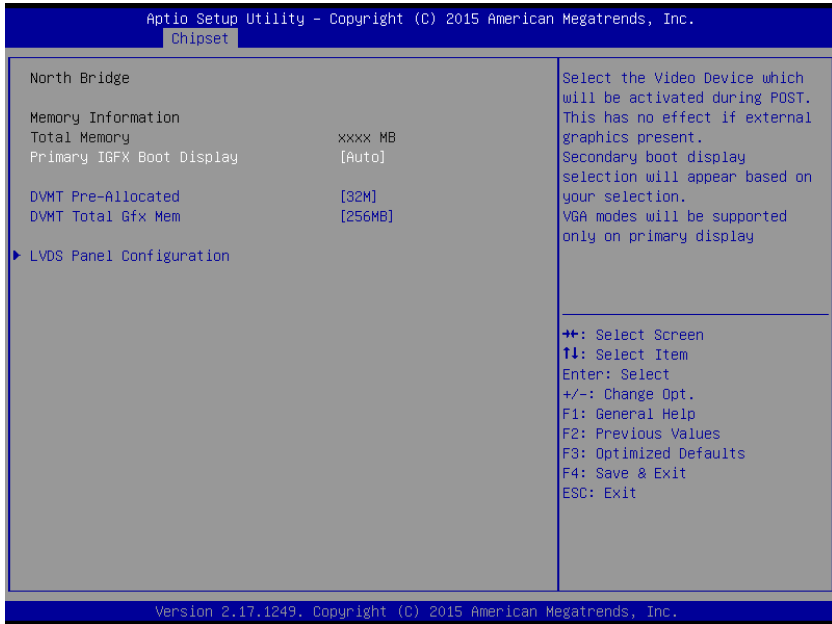 Aptio Setup Utility – Copyright (C) 2015 American Megatrends, Inc.
Chipset
North Bridge
Memory Information
Total Memory xxxx MB
Primary IGFX Boot Display [Auto]
DVMT Pre-Allocated [32M]
DVMT Total Gfx Mem [256MB]
LVDS Panel Configuration
Select the Video Device which
will be activated during POST.
This has no effect if external
graphics present.
Secondary boot display
selection will appear based on
your selection.
VGA modes will be supported
only on primary display
→←: Select Screen
↑↓: Select Item
Enter: Select
+/-: Change Opt.
F1: General Help
F2: Previous Values
F3: Optimized Defaults
F4: Save & Exit
ESC: Exit
Version 2.17.1249. Copyright (C) 2015 American Megatrends, Inc.